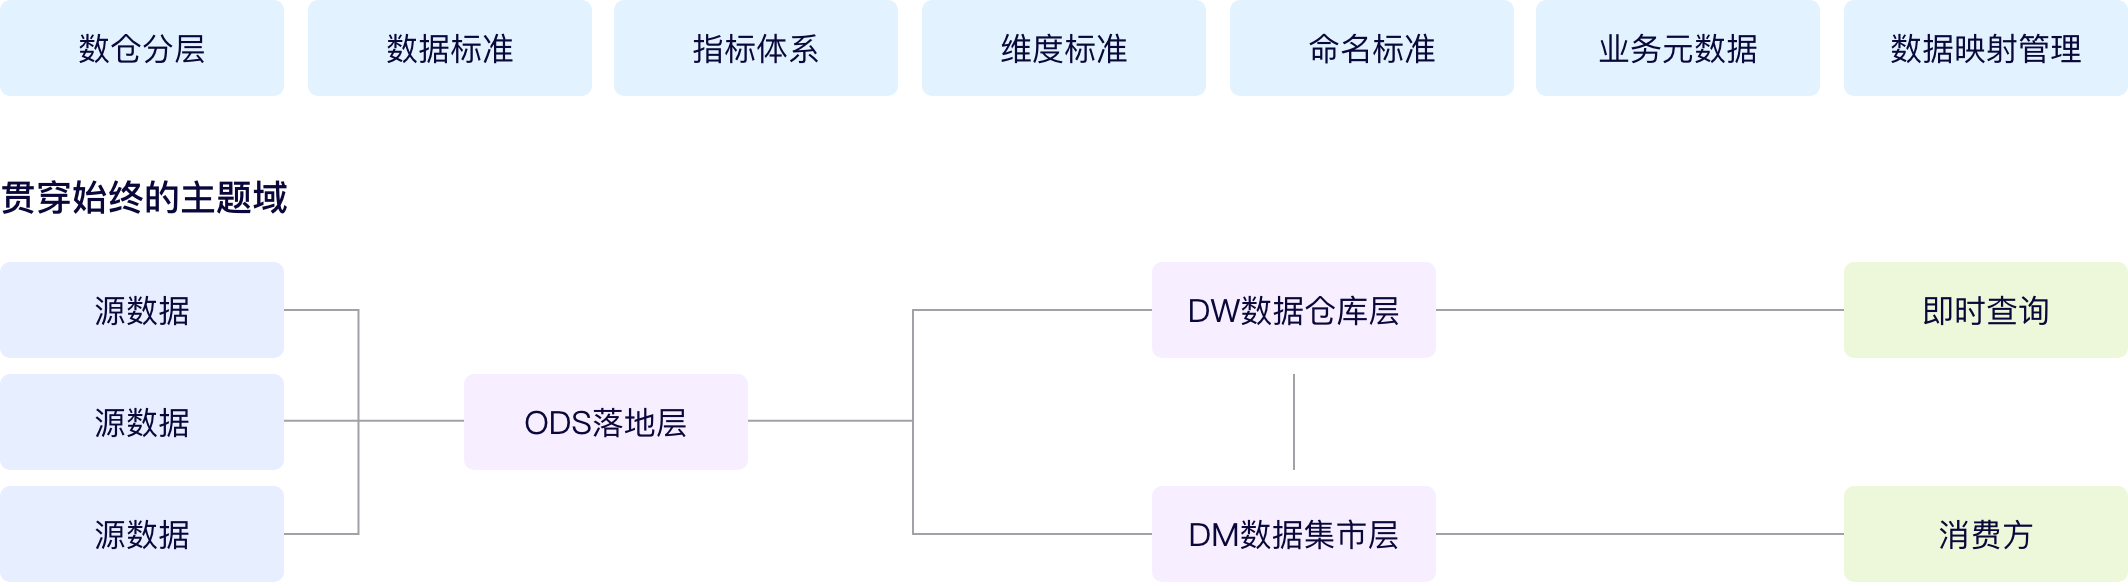 数仓分层
数据标准
指标体系
维度标准
命名标准
业务元数据
数据映射管理
贯穿始终的主题域
源数据
源数据
源数据
ODS落地层
DW数据仓库层
DM数据集市层
即时查询
消费方